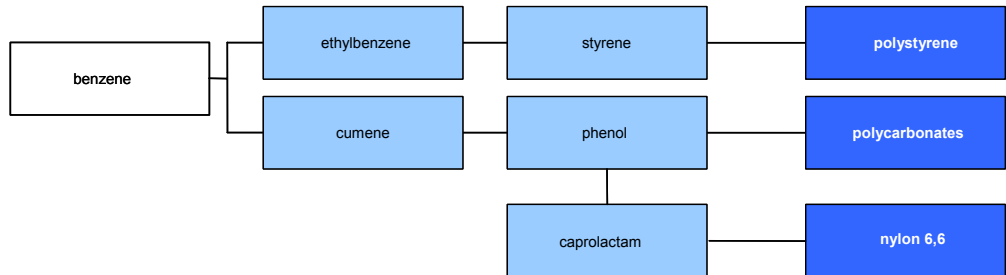 ethylbenzene
styrene
polystyrene
benzene
cumene
phenol
polycarbonates
caprolactam
nylon 6,6